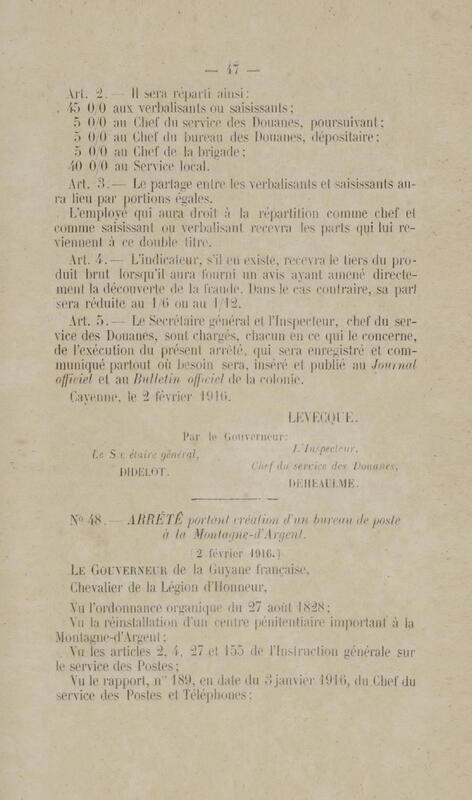 — 47 —
Art. 2. — Il sera réparti ainsi:
45 0/0 aux verbalisants ou saisissants;
5 0/0 au Chef du service des Douanes, poursuivant;
5 0/0 au Chef du bureau des Douanes, dépositaire;
5 0/0 au Chef de la brigade;
40 0/0 au Service local.
Art. 3.— Le partage entre les verbalisants et saisissants au-
ra lieu par portions égales.
L'employé qui aura droit à la répartition comme chef et
comme saisissant ou verbalisant recevra les parts qui lui re-
viennent à ce double titre.
Art. 4.— L'indicateur, s'il en existe, recevra le tiers du pro-
duit brut lorsqu'il aura fourni un avis ayant amené directe-
ment la découverte de la fraude. Dans le cas contraire, sa part
sera réduite au 1/6 ou au 1/12.
Art. 5.— Le Secrétaire général et l'Inspecteur, chef du ser-
vice des Douanes, sont chargés, chacun en ce qui le concerne,
de l'exécution du présent arrêté, qui sera enregistré et com-
muniqué partout où besoin sera, inséré et publié au Journal
officiel et au Bulletin officiel de la colonie.
Cayenne, le 2 février 1916.
LEVECQUE.
Par le Gouverneur:
Le S c étaire général,
DIDELOT.
L'Inspecteur,
Chef du service des Douanes,
DEHEAULME.
N° 48. — ARRÊTÉ portant création d'un bureau de poste
à la Montagne-d'Argent.
(2 février 1916.)
LE GOUVERNEUR de la Guyane française,
Chevalier de la Légion d'Honneur,
Vu l'ordonnance organique du 27 août 1828;
Vu la réinstallation d'un centre pénitentiaire important à la
Montagne-d'Argent;
Vu les articles 2, 4, 27 et 155 de l'Instruction générale sur
le service des Postes;
Vu le rapport, n° 189, en date du 3 janvier 1916, du Chef du
service des Postes et Téléphones;